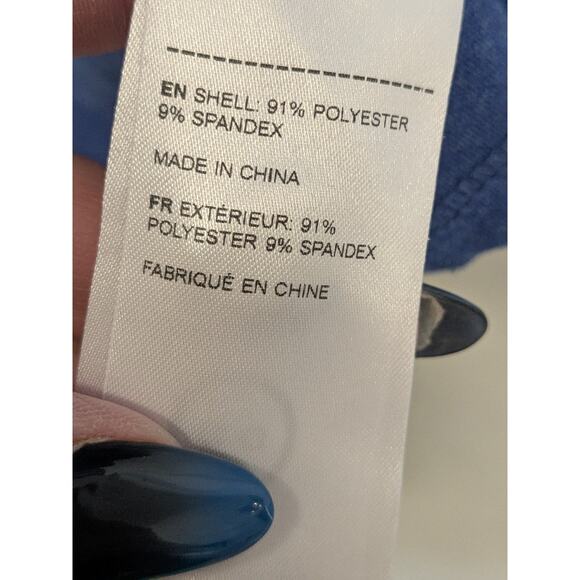 EN SHELL: 91% POLYESTER
9% SPANDEX
MADE IN CHINA
FR EXTÉRIEUR: 91%
POLYESTER 9% SPANDEX
FABRIQUÉ EN CHINE